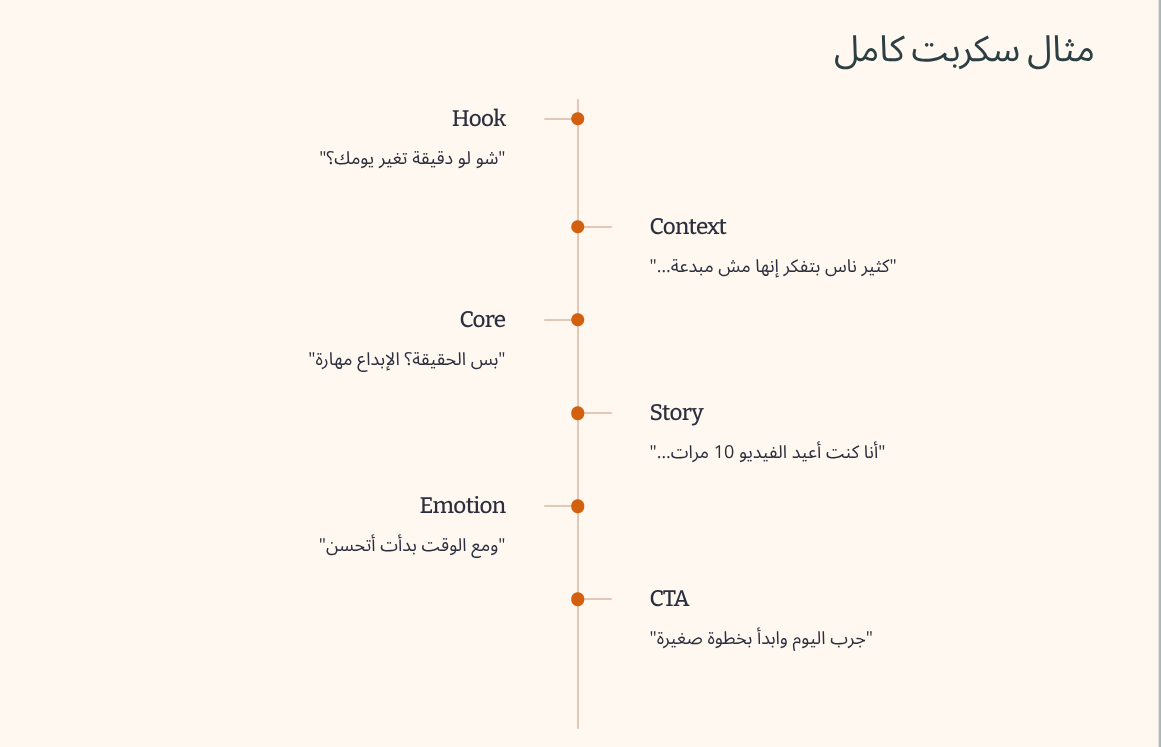 مثال سكربت كامل
Hook
"شو لو دقيقة تغير يومك؟"
Context
"كثير ناس بتفكر إنها مش مبدعة..."
Core
"بس الحقيقة؟ الإبداع مهارة"
Story
"أنا كنت أعيد الفيديو 10 مرات..."
Emotion
"ومع الوقت بدأت أتحسن"
CTA
"جرب اليوم وابدأ بخطوة صغيرة"